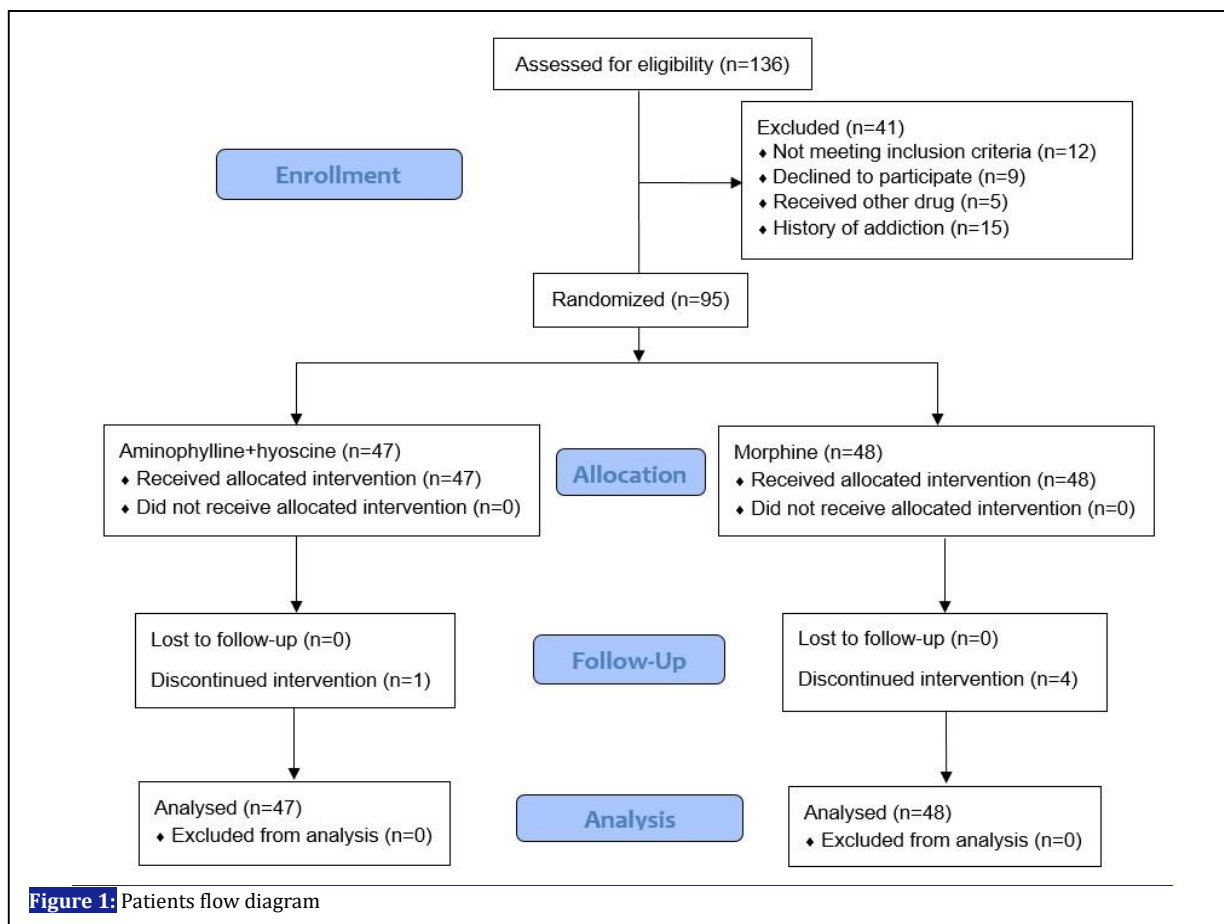 Assessed for eligibility (n=136)
Excluded (n=41)
♦ Not meeting inclusion criteria (n=12)
♦ Declined to participate (n=9)
♦ Received other drug (n=5)
♦ History of addiction (n=15)
Enrollment
Randomized (n=95)
Aminophylline+hyoscine (n=47)
♦ Received allocated intervention (n=47)
♦ Did not receive allocated intervention (n=0)
Allocation
Morphine (n=48)
♦ Received allocated intervention (n=48)
♦ Did not receive allocated intervention (n=0)
Lost to follow-up (n=0)
Discontinued intervention (n=1)
Follow-Up
Lost to follow-up (n=0)
Discontinued intervention (n=4)
Analysed (n=47)
♦ Excluded from analysis (n=0)
Analysis
Analysed (n=48)
♦ Excluded from analysis (n=0)
Figure 1: Patients flow diagram